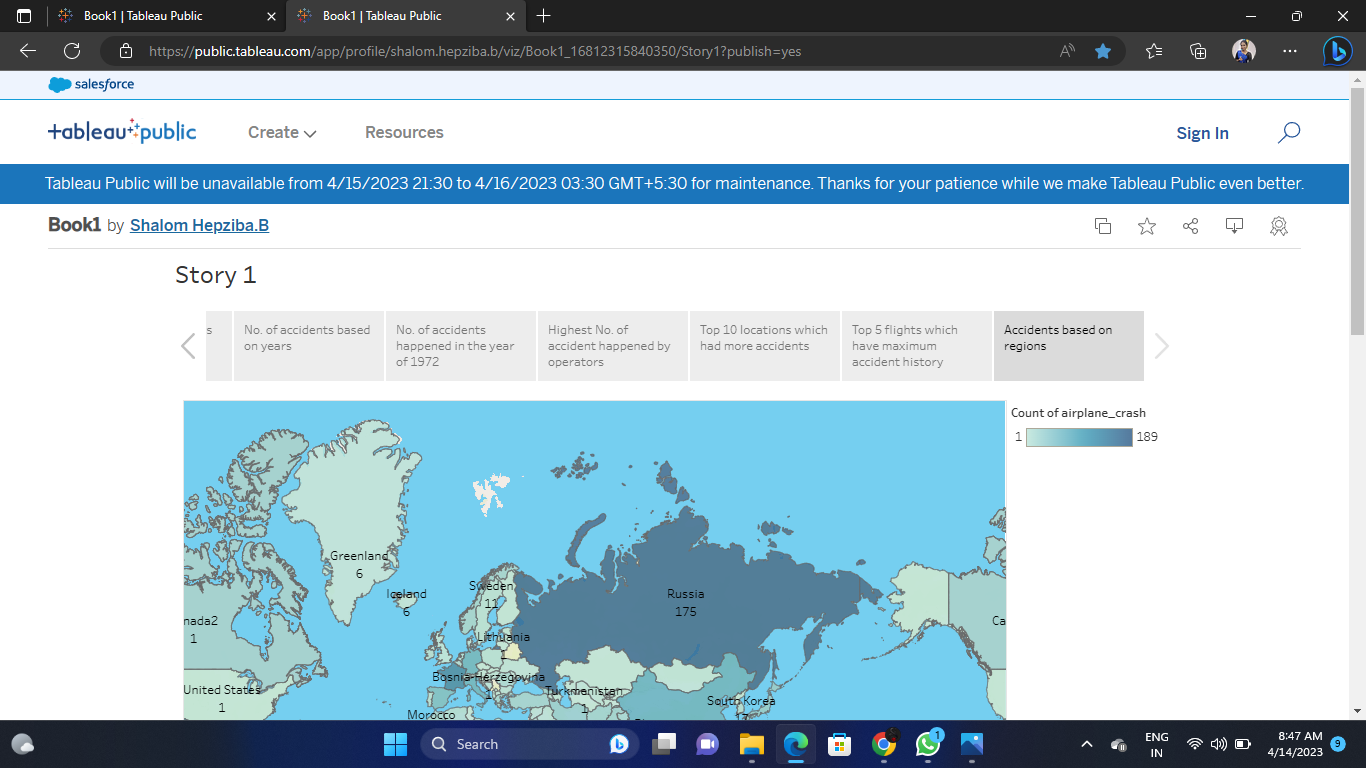 Book1 | Tableau Public
Book1 | Tableau Public
https://public.tableau.com/app/profile/shalom.hepziba.b/viz/Book1_16812315840350/Story1?publish=yes
salesforce
+ableau+public
Create
Resources
Sign In
Tableau Public will be unavailable from 4/15/2023 21:30 to 4/16/2023 03:30 GMT+5:30 for maintenance. Thanks for your patience while we make Tableau Public even better.
Book1 by Shalom Hepziba.B
Story 1
s
No. of accidents based
on years
No. of accidents
happened in the year
of 1972
Highest No. of
accident happened by
operators
Top 10 locations which
had more accidents
Top 5 flights which
have maximum
accident history
Accidents based on
regions
Count of airplane_crash
1 189
Greenland
6
Iceland
6
Sweden
11
Russia
175
nada2
1
Ca
Lithuania
1
Bosnia-Herzegovina
1
United States
1
Turkmenistan
1
South Korea
17
Morocco
Search
1
ENG
IN
8:47 AM
4/14/2023
9